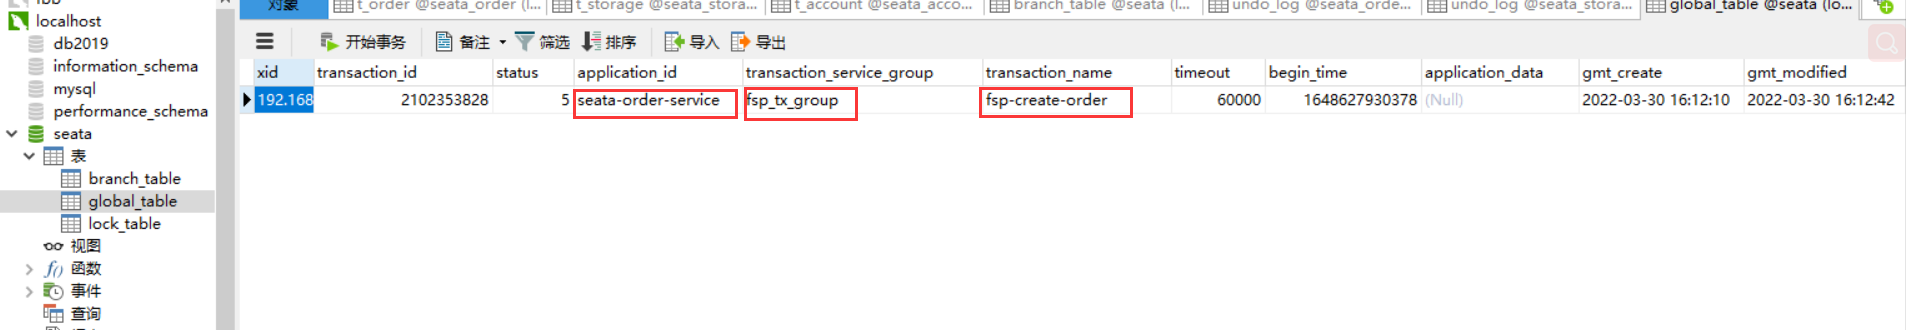 对象
t_order @seata_order (l...
t_storage @seata_stora...
t_account @seata_acco...
branch_table @seata (l...
undo_log @seata_orde...
undo_log @seata_stora...
global_table @seata (lo...
localhost
db2019
information_schema
mysql
performance_schema
seata
表
branch_table
global_table
lock_table
视图
函数
事件
查询
开始事务 备注 筛选 排序 导入 导出
xid transaction_id status application_id transaction_service_group transaction_name timeout begin_time application_data gmt_create gmt_modified
192.168 2102353828 5 seata-order-service fsp_tx_group fsp-create-order 60000 1648627930378 (Null) 2022-03-30 16:12:10 2022-03-30 16:12:42